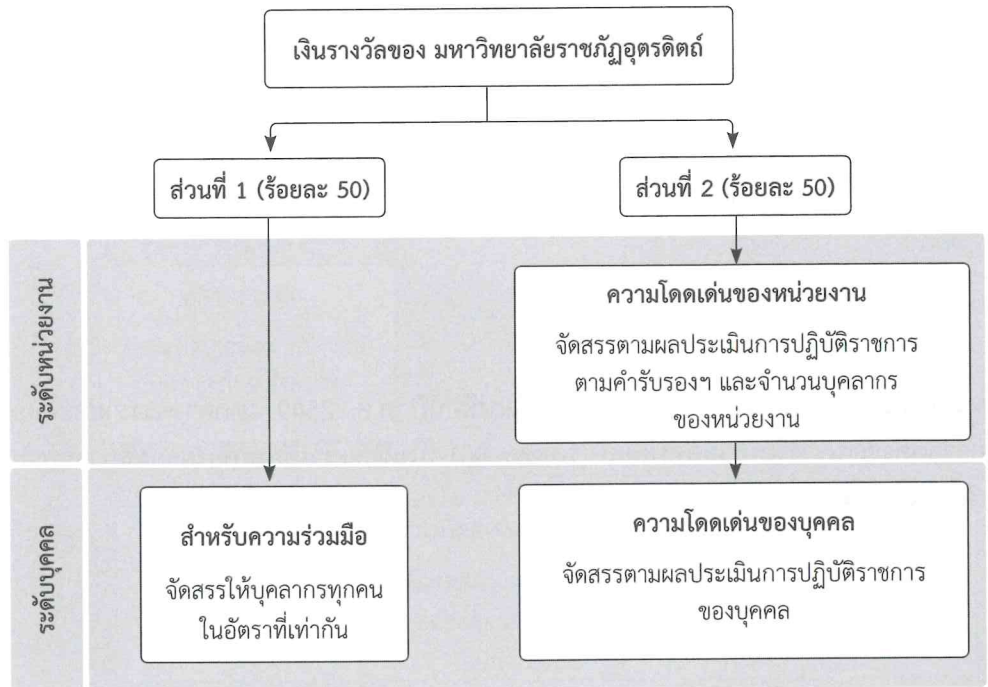 เงินรางวัลของ มหาวิทยาลัยราชภัฏอุตรดิตถ์
ส่วนที่ 1 (ร้อยละ 50)
ส่วนที่ 2 (ร้อยละ 50)
ระดับหน่วยงาน
ความโดดเด่นของหน่วยงาน
จัดสรรตามผลประเมินการปฏิบัติราชการ
ตามคำรับรองฯ และจำนวนบุคลากร
ของหน่วยงาน
ระดับบุคคล
สำหรับความร่วมมือ
จัดสรรให้บุคลากรทุกคน
ในอัตราที่เท่ากัน
ความโดดเด่นของบุคคล
จัดสรรตามผลประเมินการปฏิบัติราชการ
ของบุคคล